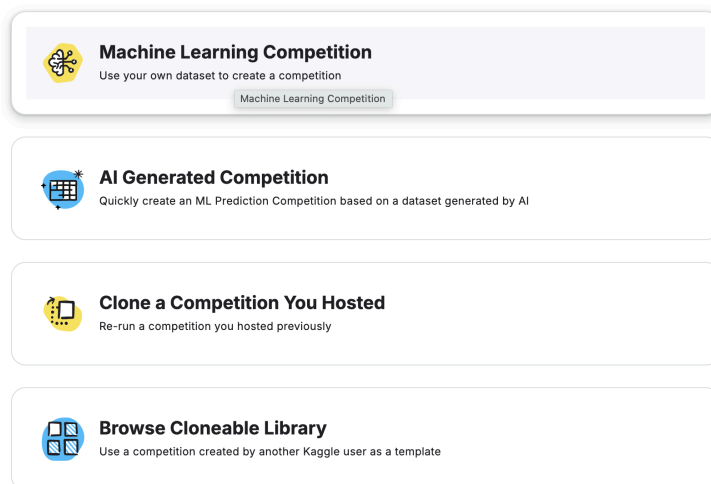 Machine Learning Competition
Use your own dataset to create a competition
Machine Learning Competition
AI Generated Competition
Quickly create an ML Prediction Competition based on a dataset generated by AI
Clone a Competition You Hosted
Re-run a competition you hosted previously
Browse Cloneable Library
Use a competition created by another Kaggle user as a template